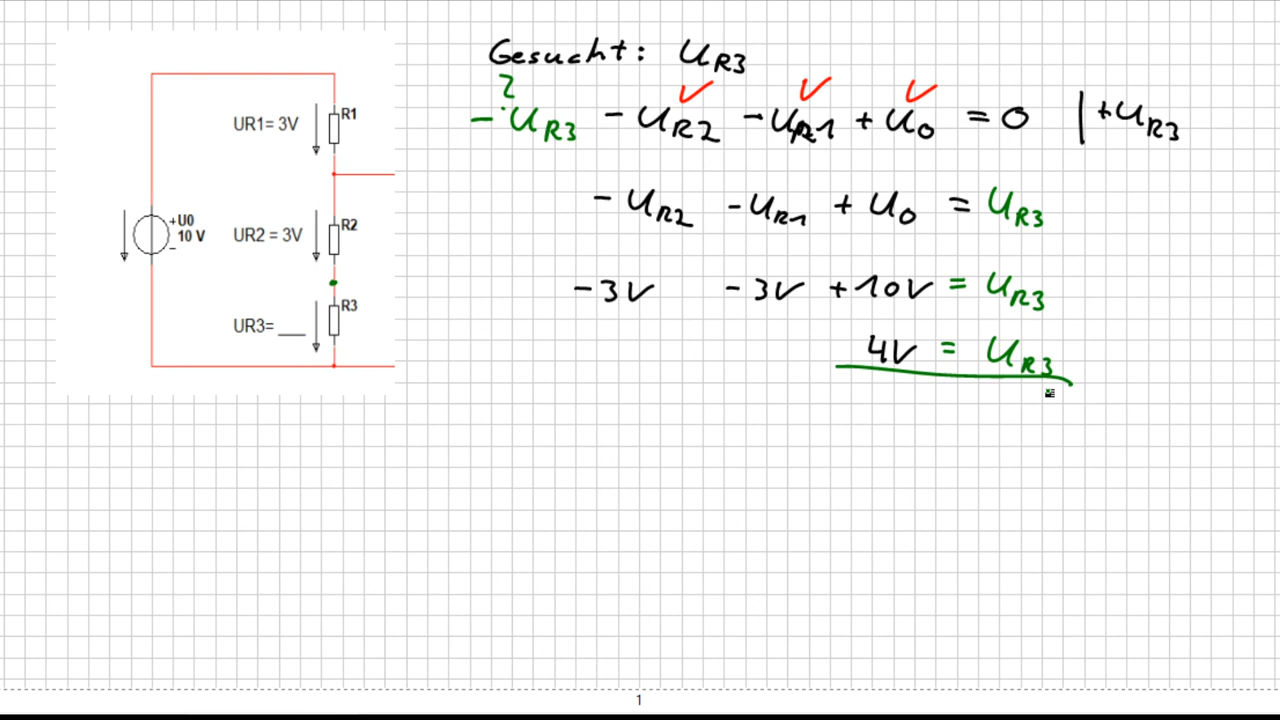 Gesucht: UR3
?
- UR3 - UR2 - UR1 + U0 = 0 | + UR3
- UR2 - UR1 + U0 = UR3
- 3V - 3V + 10V = UR3
4V = UR3
UR1= 3V
R1
+U0
10 V
-
UR2 = 3V
R2
UR3= ___
R3
1